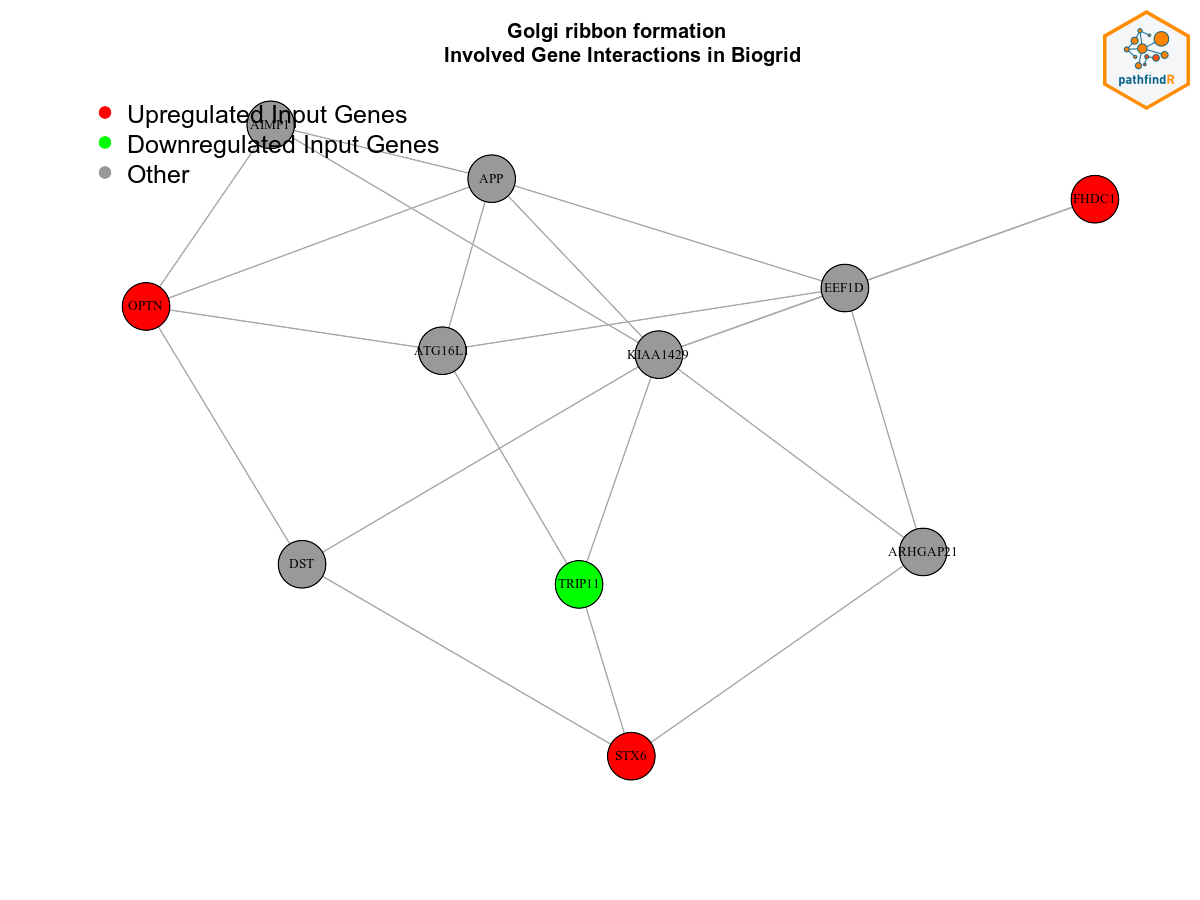 Golgi ribbon formation
Involved Gene Interactions in Biogrid
pathfindR
Upregulated Input Genes
AIMP1
Downregulated Input Genes
Other
APP
FHDC1
EEF1D
OPTN
ATG16L1
KIAA1429
DST
TRIP11
ARHGAP21
STX6